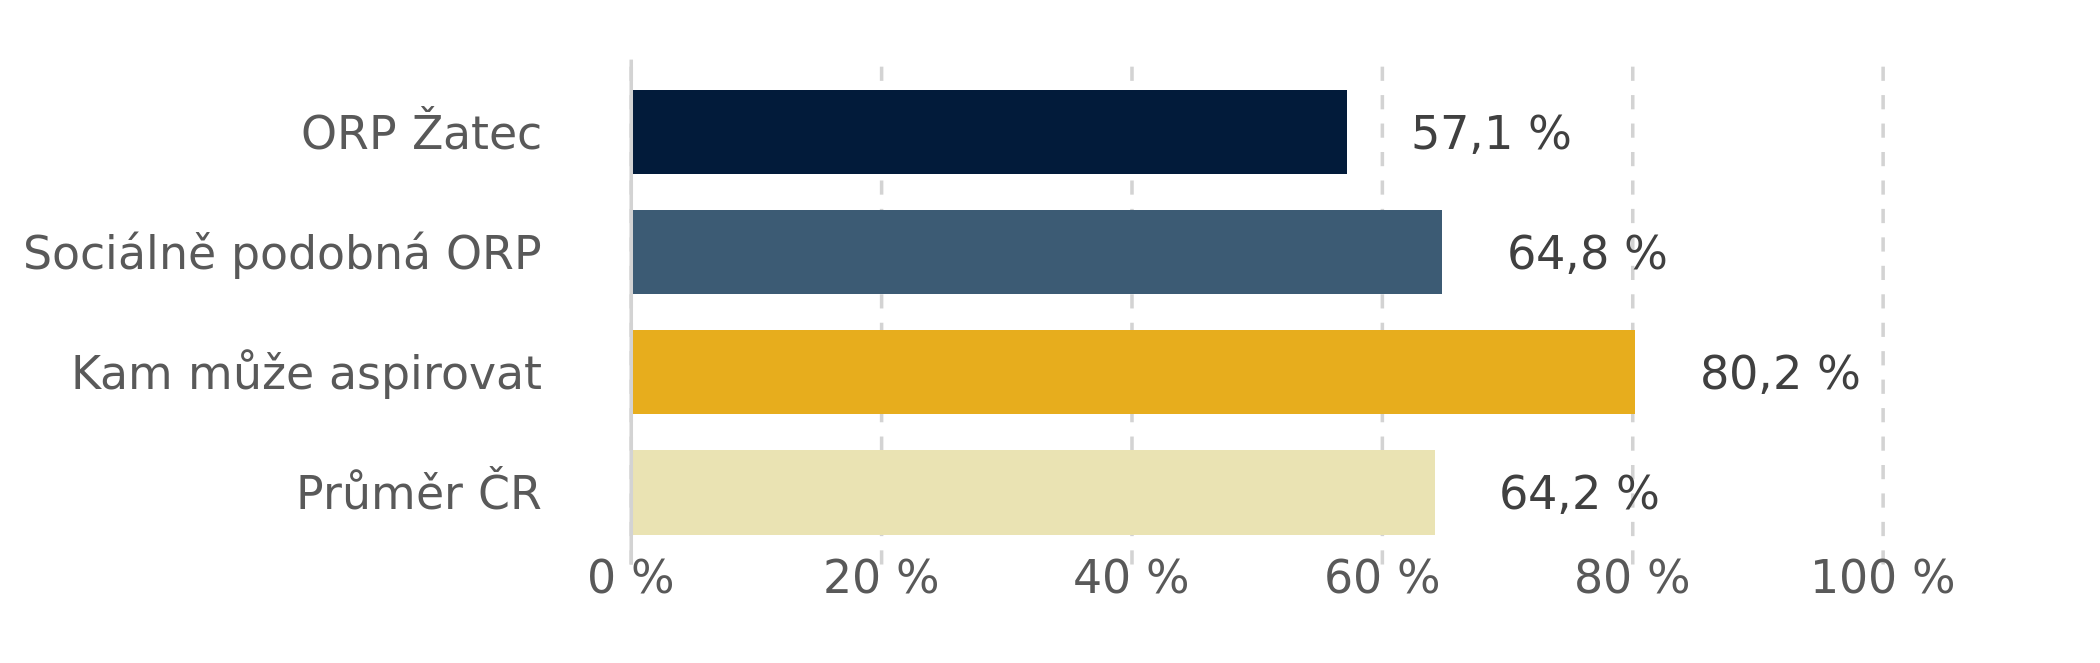 ORP Žatec
57,1 %
Sociálně podobná ORP
64,8 %
Kam může aspirovat
80,2 %
Průměr ČR
64,2 %
0 % 20 % 40 % 60 % 80 % 100 %